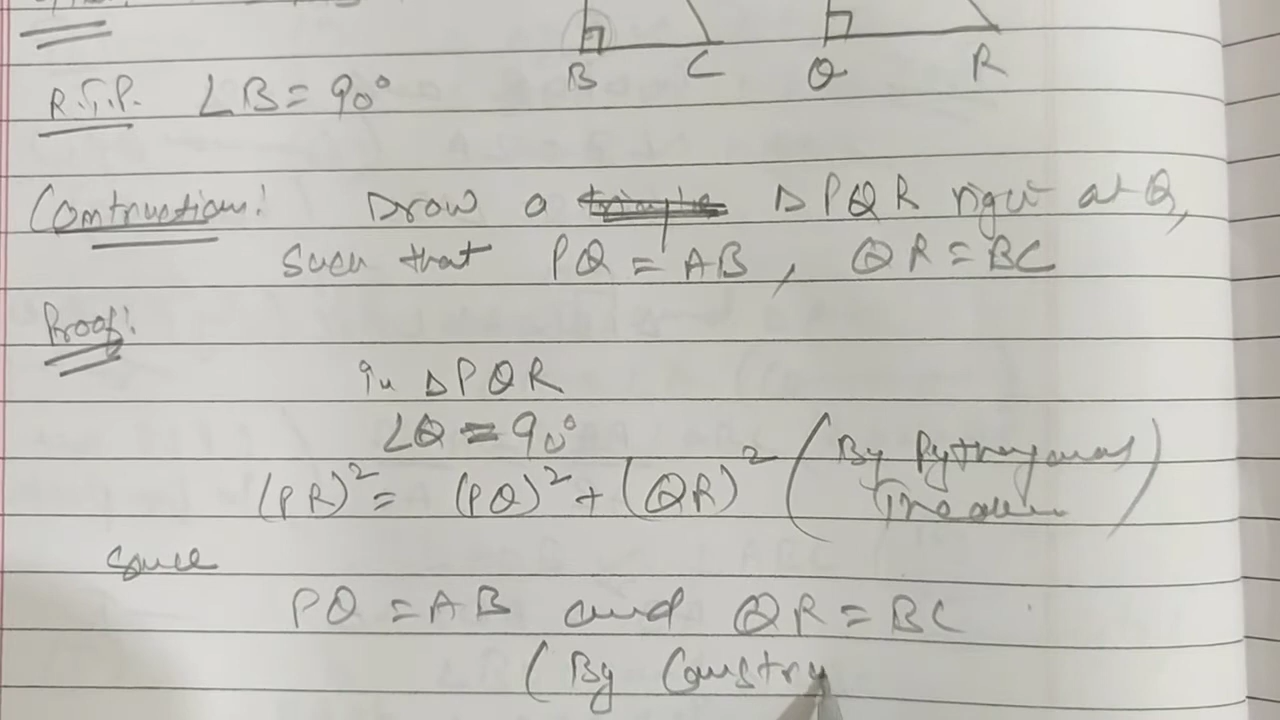 B C Q R
R.T.P. ∠B = 90°
Contruction: Draw a ΔPQR right at Q,
such that PQ = AB, QR = BC
Proof:
in ΔPQR
∠Q = 90°
(PR)² = (PQ)² + (QR)² (By Pythagoras
Theorem)
Since
PQ = AB and QR = BC
(By Constru